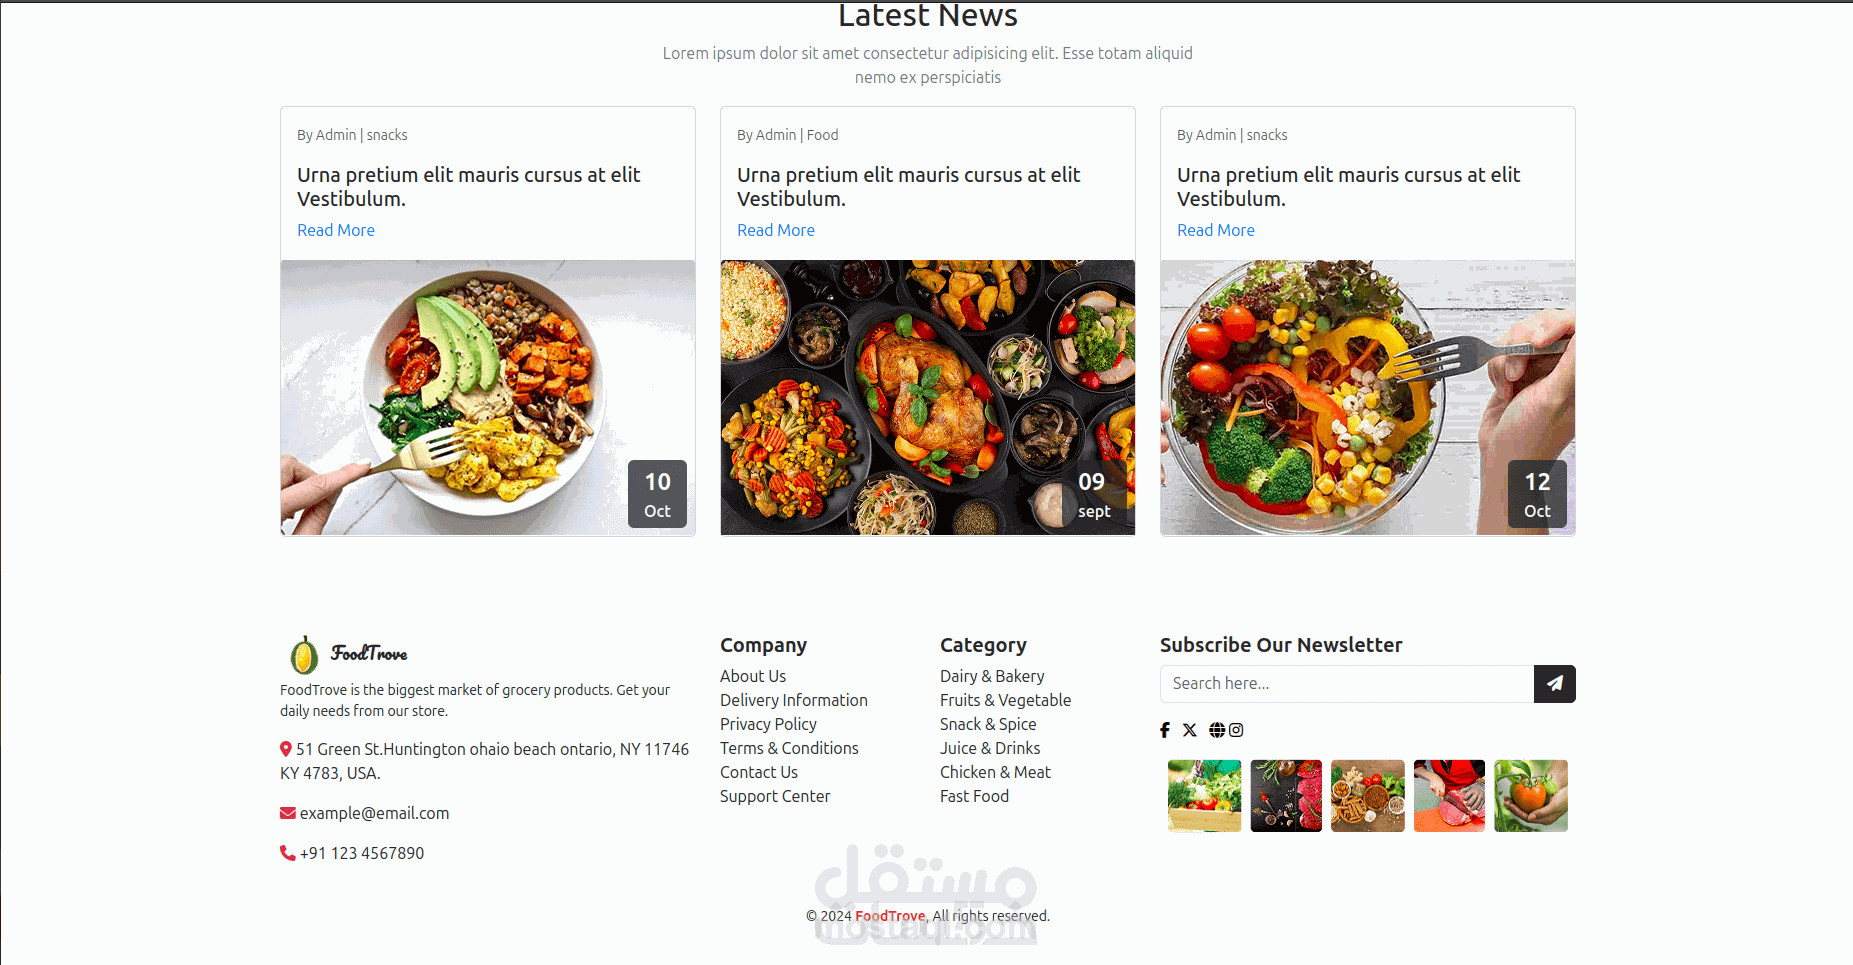 Latest News
Lorem ipsum dolor sit amet consectetur adipisicing elit. Esse totam aliquid
nemo ex perspiciatis
By Admin | snacks
Urna pretium elit mauris cursus at elit
Vestibulum.
Read More
10
Oct
By Admin | Food
Urna pretium elit mauris cursus at elit
Vestibulum.
Read More
09
sept
By Admin | snacks
Urna pretium elit mauris cursus at elit
Vestibulum.
Read More
12
Oct
FoodTrove
FoodTrove is the biggest market of grocery products. Get your
daily needs from our store.
51 Green St.Huntington ohaio beach ontario, NY 11746
KY 4783, USA.
example@email.com
+91 123 4567890
Company
About Us
Delivery Information
Privacy Policy
Terms & Conditions
Contact Us
Support Center
Category
Dairy & Bakery
Fruits & Vegetable
Snack & Spice
Juice & Drinks
Chicken & Meat
Fast Food
Subscribe Our Newsletter
Search here...
مستقل
mostaql.com
© 2024 FoodTrove, All rights reserved.